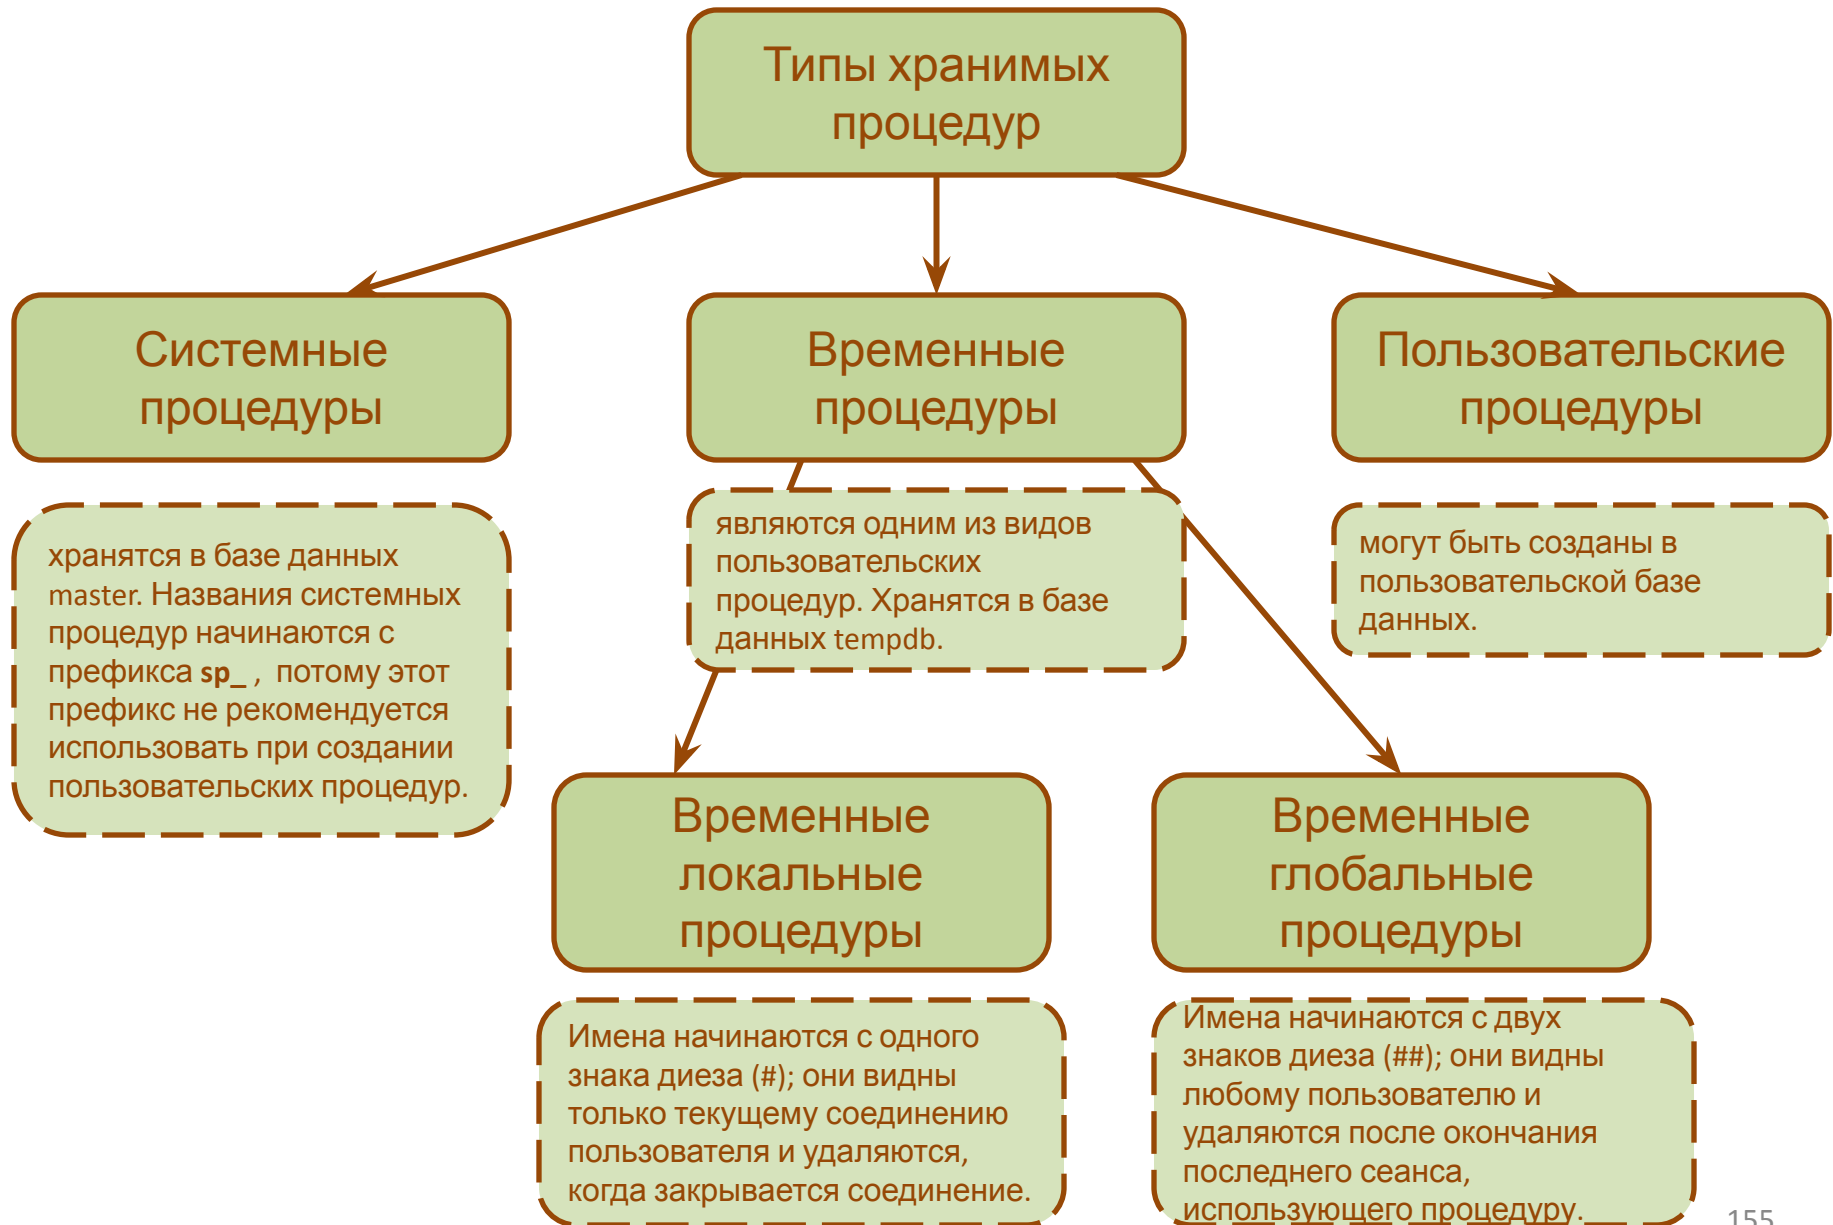 Типы хранимых
процедур
Системные
процедуры
Временные
процедуры
Пользовательские
процедуры
хранятся в базе данных
master. Названия системных
процедур начинаются с
префикса sp_ , потому этот
префикс не рекомендуется
использовать при создании
пользовательских процедур.
являются одним из видов
пользовательских
процедур. Хранятся в базе
данных tempdb.
могут быть созданы в
пользовательской базе
данных.
Временные
локальные
процедуры
Временные
глобальные
процедуры
Имена начинаются с одного
знака диеза (#); они видны
только текущему соединению
пользователя и удаляются,
когда закрывается соединение.
Имена начинаются с двух
знаков диеза (##); они видны
любому пользователю и
удаляются после окончания
последнего сеанса,
использующего процедуру.
155